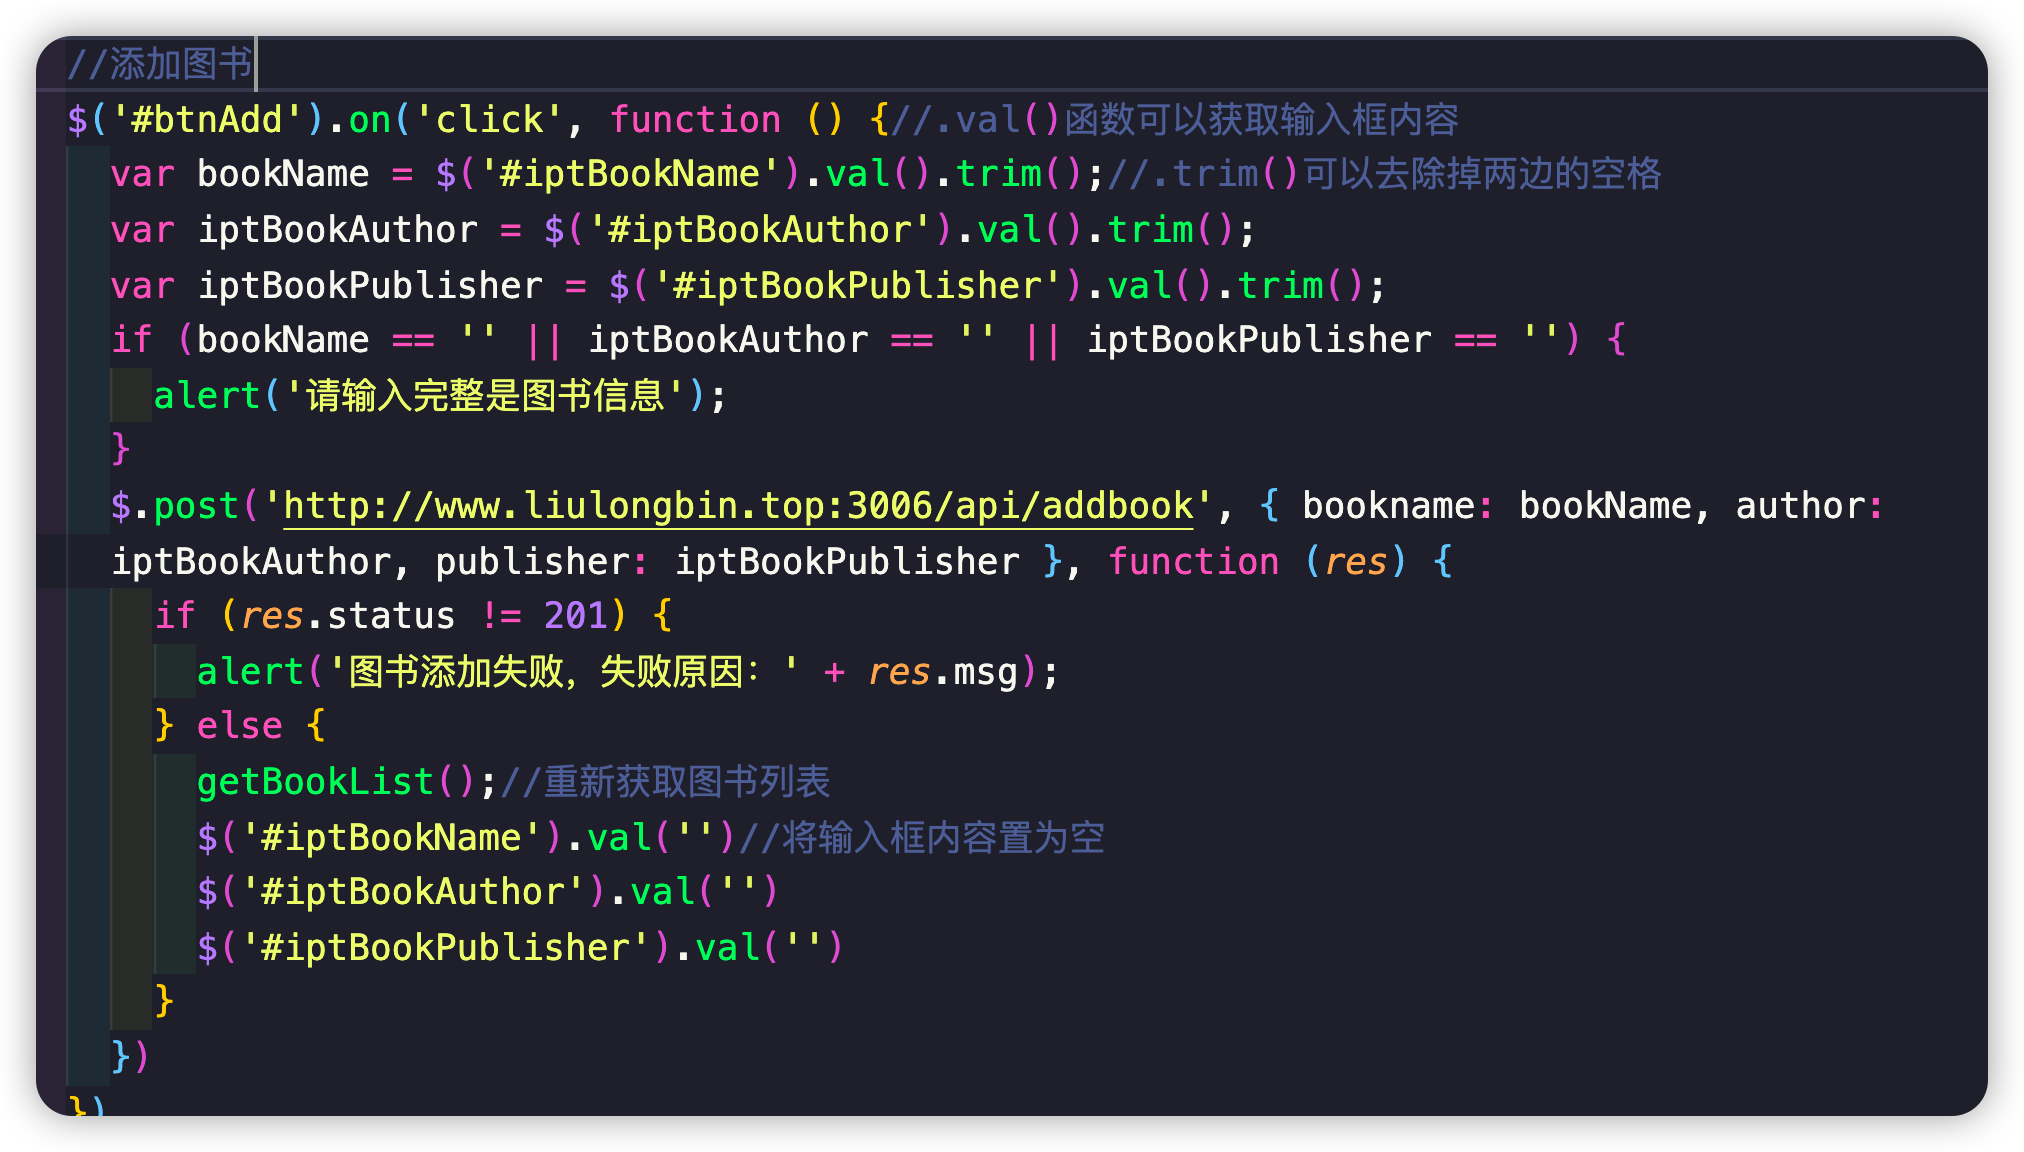 //添加图书
$('#btnAdd').on('click', function () {//.val()函数可以获取输入框内容
var bookName = $('#iptBookName').val().trim();//.trim()可以去除掉两边的空格
var iptBookAuthor = $('#iptBookAuthor').val().trim();
var iptBookPublisher = $('#iptBookPublisher').val().trim();
if (bookName == '' || iptBookAuthor == '' || iptBookPublisher == '') {
alert('请输入完整是图书信息');
}
$.post('http://www.liulongbin.top:3006/api/addbook', { bookname: bookName, author:
iptBookAuthor, publisher: iptBookPublisher }, function (res) {
if (res.status != 201) {
alert('图书添加失败，失败原因：' + res.msg);
} else {
getBookList();//重新获取图书列表
$('#iptBookName').val('')//将输入框内容置为空
$('#iptBookAuthor').val('')
$('#iptBookPublisher').val('')
}
})
})